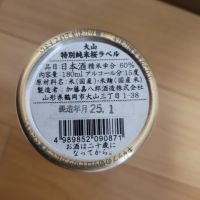 大山
特別純米桜ラベル
品目 日本酒 精米歩合 60%
内容量:180ml アルコール分:15度
原材料名:米(国産)・米麹(国産米)
製造者:加藤嘉八郎酒造株式会社
山形県鶴岡市大山三丁目1-38
製造年月 25.1
4 989852 090871
お酒は二十歳に
なってから。